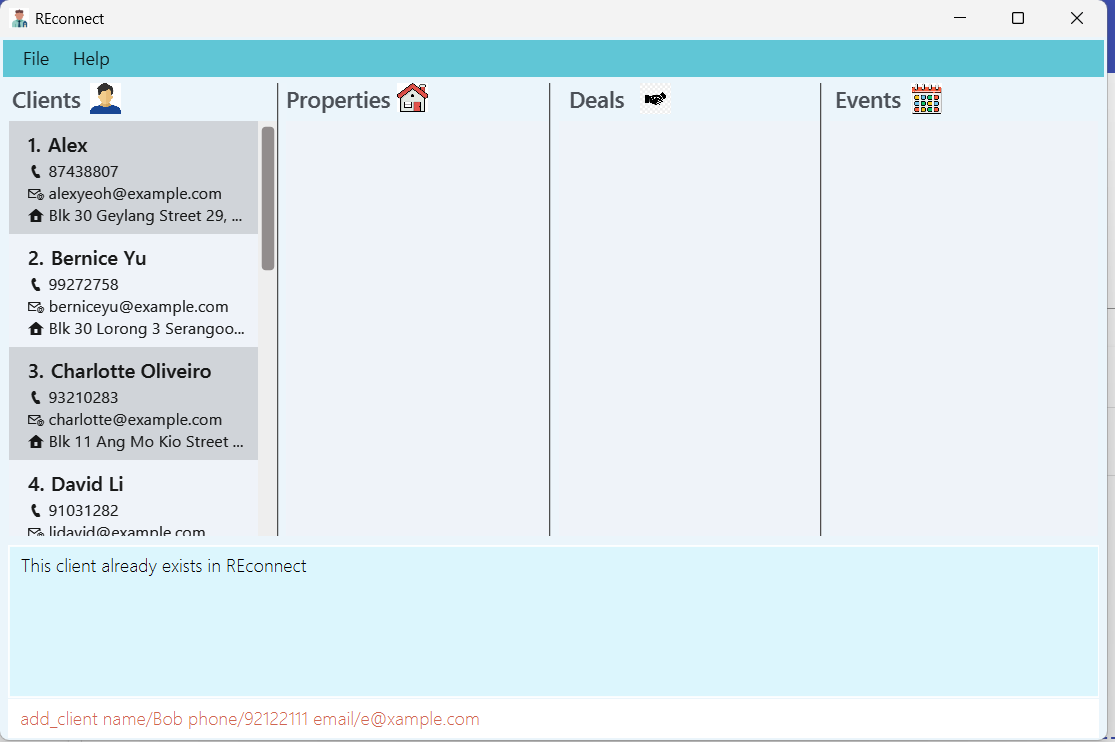 REconnect
File Help
Clients Properties Deals Events
1. Alex
87438807
alexyeoh@example.com
Blk 30 Geylang Street 29, ...
2. Bernice Yu
99272758
berniceyu@example.com
Blk 30 Lorong 3 Serangoo...
3. Charlotte Oliveiro
93210283
charlotte@example.com
Blk 11 Ang Mo Kio Street ...
4. David Li
91031282
lidavid@example.com
This client already exists in REconnect
add_client name/Bob phone/92122111 email/e@xample.com